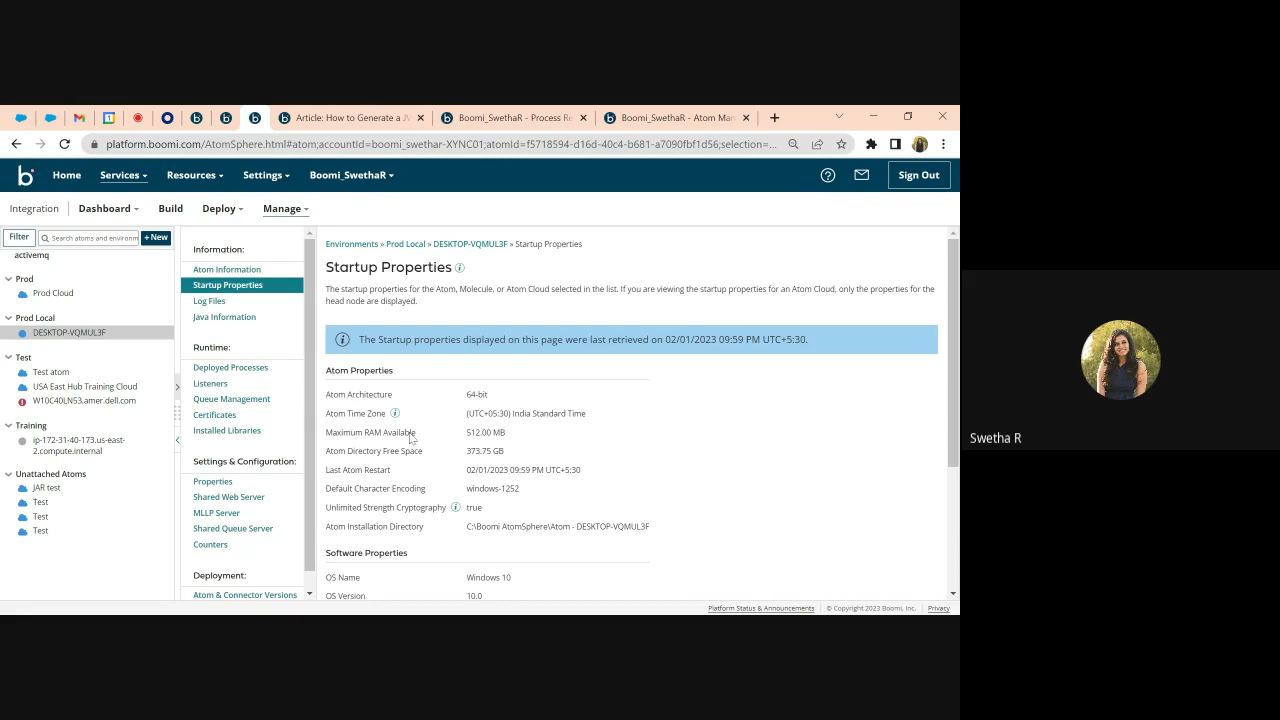 Article: How to Generate a JV
Boomi_SwethaR - Process Re
Boomi_SwethaR - Atom Man
platform.boomi.com/AtomSphere.html#atom;accountId=boomi_swethar-XYNC01;atomId=f5718594-d16d-40c4-b681-a7090fbf1d56;selection=...
b Home Services Resources Settings Boomi_SwethaR Sign Out
Integration Dashboard Build Deploy Manage
Filter
Search atoms and environm
+ New
activemq
Prod
Prod Cloud
Prod Local
DESKTOP-VQMUL3F
Test
Test atom
USA East Hub Training Cloud
W10C40LN53.amer.dell.com
Training
ip-172-31-40-173.us-east-
2.compute.internal
Unattached Atoms
JAR test
Test
Test
Test
Information:
Atom Information
Startup Properties
Log Files
Java Information
Runtime:
Deployed Processes
Listeners
Queue Management
Certificates
Installed Libraries
Settings & Configuration:
Properties
Shared Web Server
MLLP Server
Shared Queue Server
Counters
Deployment:
Atom & Connector Versions
Environments » Prod Local » DESKTOP-VQMUL3F » Startup Properties
Startup Properties
The startup properties for the Atom, Molecule, or Atom Cloud selected in the list. If you are viewing the startup properties for an Atom Cloud, only the properties for the
head node are displayed.
The Startup properties displayed on this page were last retrieved on 02/01/2023 09:59 PM UTC+5:30.
Atom Properties
Atom Architecture 64-bit
Atom Time Zone (UTC+05:30) India Standard Time
Maximum RAM Available 512.00 MB
Atom Directory Free Space 373.75 GB
Last Atom Restart 02/01/2023 09:59 PM UTC+5:30
Default Character Encoding windows-1252
Unlimited Strength Cryptography true
Atom Installation Directory C:\Boomi AtomSphere\Atom - DESKTOP-VQMUL3F
Software Properties
OS Name Windows 10
OS Version 10.0
Platform Status & Announcements © Copyright 2023 Boomi, Inc. Privacy
Swetha R